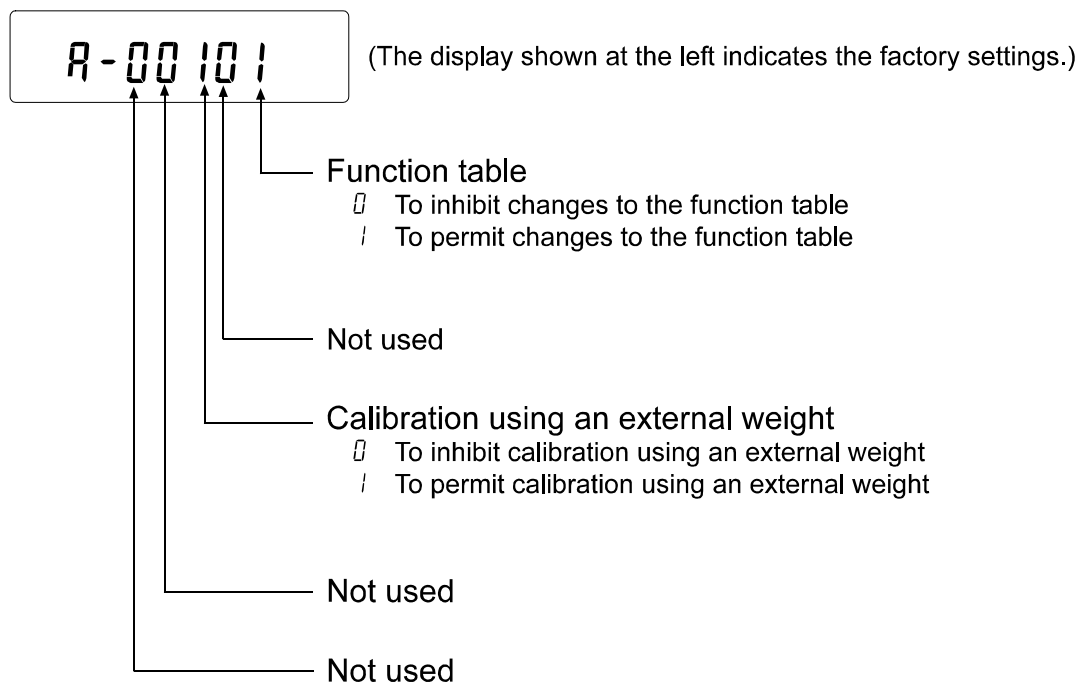 A-00101
(The display shown at the left indicates the factory settings.)
Function table
0 To inhibit changes to the function table
1 To permit changes to the function table
Not used
Calibration using an external weight
0 To inhibit calibration using an external weight
1 To permit calibration using an external weight
Not used
Not used